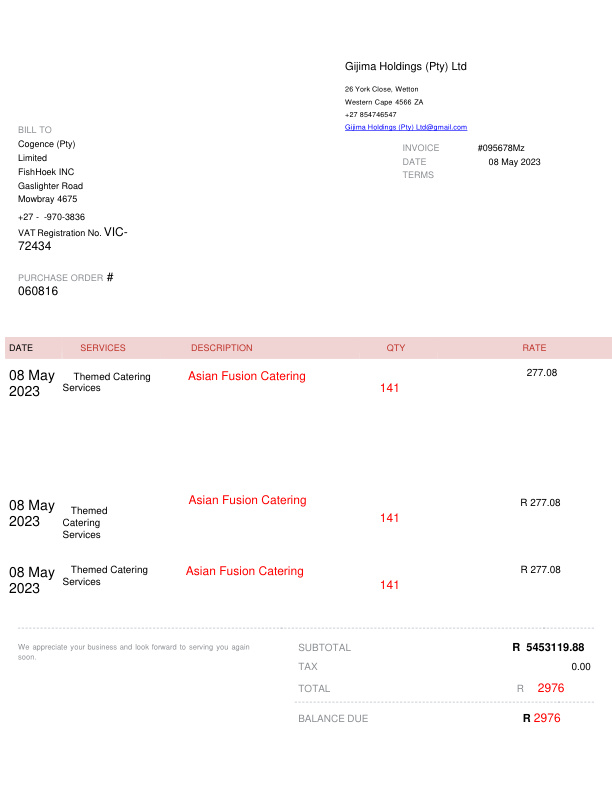 Gijima Holdings (Pty) Ltd
26 York Close, Wetton
Western Cape 4566 ZA
+27 854746547
Gijima Holdings (Pty) Ltd@gmail.com
BILL TO
Cogence (Pty)
Limited
FishHoek INC
Gaslighter Road
Mowbray 4675
+27 -  -970-3836
VAT Registration No. VIC-
72434
INVOICE #095678Mz
DATE 08 May 2023
TERMS
PURCHASE ORDER #
060816
DATE SERVICES DESCRIPTION QTY RATE
08 May 2023 Themed Catering Services Asian Fusion Catering 141 277.08
08 May 2023 Themed Catering Services Asian Fusion Catering 141 R 277.08
08 May 2023 Themed Catering Services Asian Fusion Catering 141 R 277.08
We appreciate your business and look forward to serving you again
soon.
SUBTOTAL R 5453119.88
TAX 0.00
TOTAL R 2976
BALANCE DUE R 2976